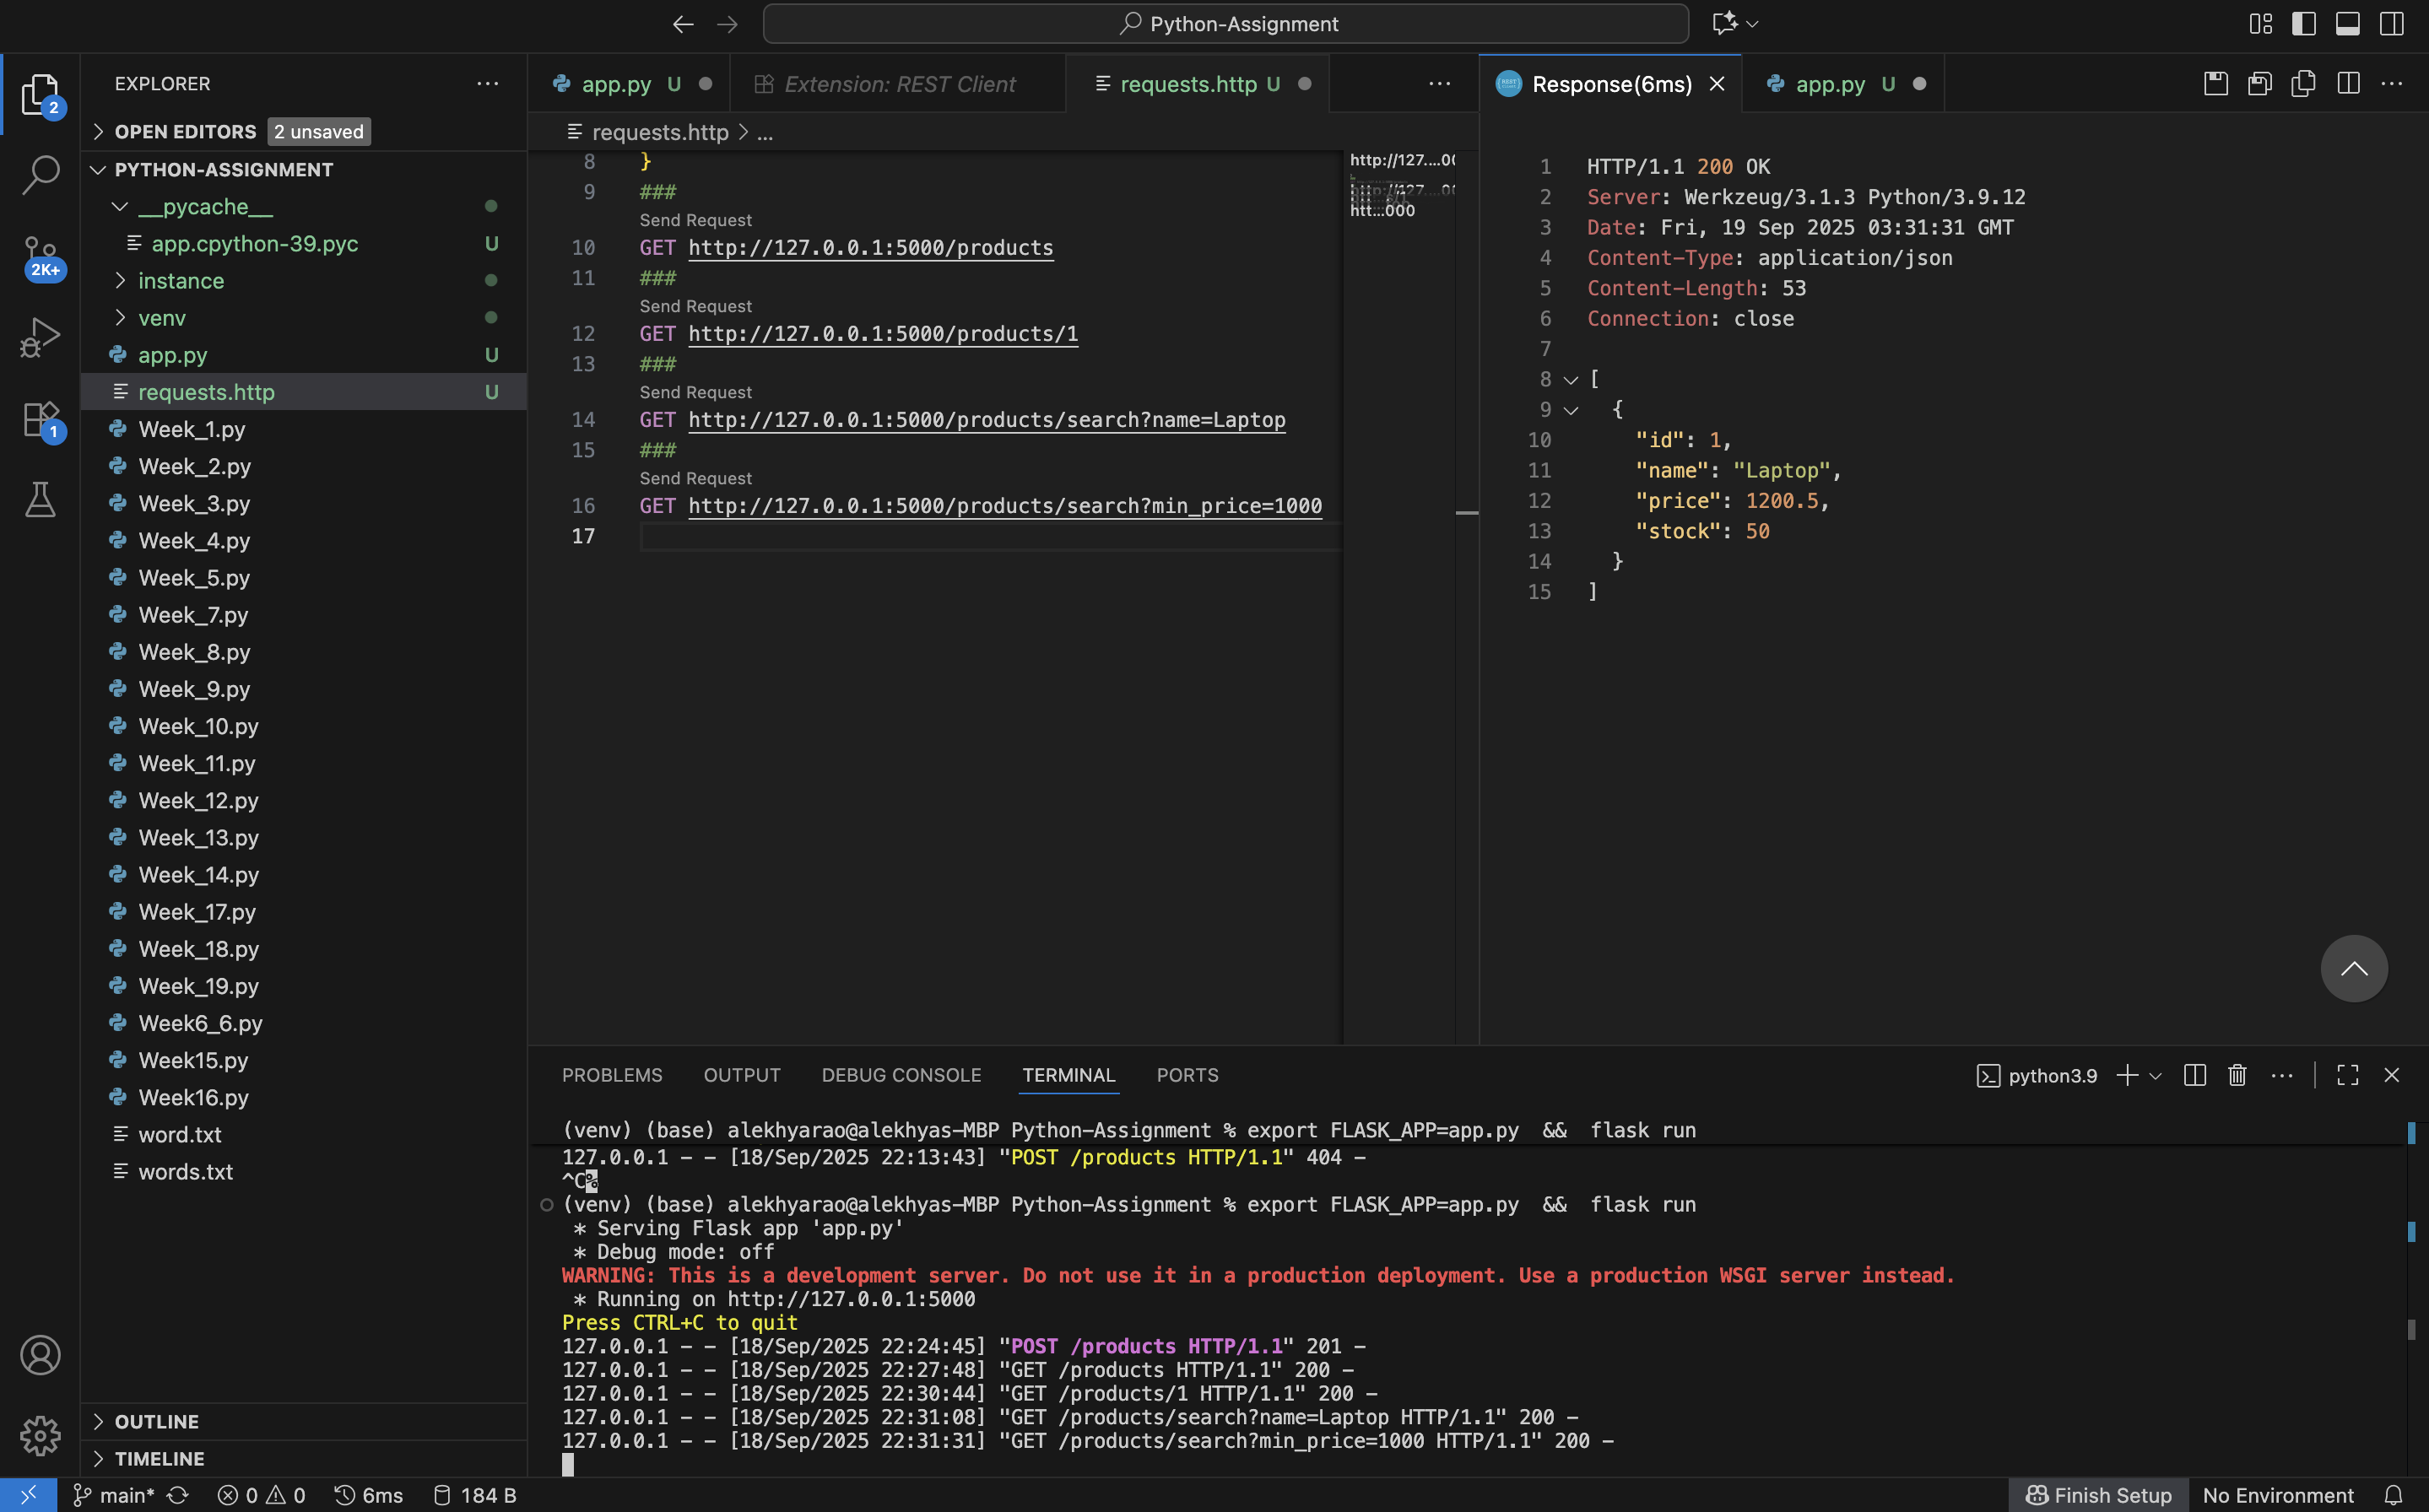 Python-Assignment
EXPLORER
OPEN EDITORS 2 unsaved
PYTHON-ASSIGNMENT
__pycache__
app.cpython-39.pyc U
instance
venv
app.py U
requests.http U
Week_1.py
Week_2.py
Week_3.py
Week_4.py
Week_5.py
Week_7.py
Week_8.py
Week_9.py
Week_10.py
Week_11.py
Week_12.py
Week_13.py
Week_14.py
Week_17.py
Week_18.py
Week_19.py
Week6_6.py
Week15.py
Week16.py
word.txt
words.txt
OUTLINE
TIMELINE
2
2K+
1
app.py U
Extension: REST Client
requests.http U
requests.http > ...
8 }
9 ###
Send Request
10 GET http://127.0.0.1:5000/products
11 ###
Send Request
12 GET http://127.0.0.1:5000/products/1
13 ###
Send Request
14 GET http://127.0.0.1:5000/products/search?name=Laptop
15 ###
Send Request
16 GET http://127.0.0.1:5000/products/search?min_price=1000
17
htt...000
Response(6ms)
app.py U
1 HTTP/1.1 200 OK
2 Server: Werkzeug/3.1.3 Python/3.9.12
3 Date: Fri, 19 Sep 2025 03:31:31 GMT
4 Content-Type: application/json
5 Content-Length: 53
6 Connection: close
7
8 [
9 {
10 "id": 1,
11 "name": "Laptop",
12 "price": 1200.5,
13 "stock": 50
14 }
15 ]
PROBLEMS OUTPUT DEBUG CONSOLE TERMINAL PORTS
python3.9
(venv) (base) alekhyarao@alekhyas-MBP Python-Assignment % export FLASK_APP=app.py && flask run
127.0.0.1 - - [18/Sep/2025 22:13:43] "POST /products HTTP/1.1" 404 -
^C%
(venv) (base) alekhyarao@alekhyas-MBP Python-Assignment % export FLASK_APP=app.py && flask run
* Serving Flask app 'app.py'
* Debug mode: off
WARNING: This is a development server. Do not use it in a production deployment. Use a production WSGI server instead.
* Running on http://127.0.0.1:5000
Press CTRL+C to quit
127.0.0.1 - - [18/Sep/2025 22:24:45] "POST /products HTTP/1.1" 201 -
127.0.0.1 - - [18/Sep/2025 22:27:48] "GET /products HTTP/1.1" 200 -
127.0.0.1 - - [18/Sep/2025 22:30:44] "GET /products/1 HTTP/1.1" 200 -
127.0.0.1 - - [18/Sep/2025 22:31:08] "GET /products/search?name=Laptop HTTP/1.1" 200 -
127.0.0.1 - - [18/Sep/2025 22:31:31] "GET /products/search?min_price=1000 HTTP/1.1" 200 -
main* 0 0 6ms 184 B Finish Setup No Environment